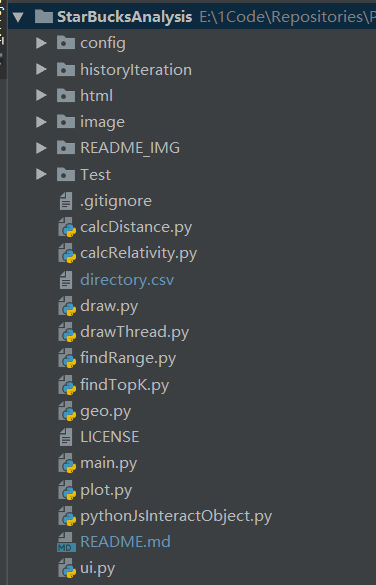 StarBucksAnalysis E:\1Code\Repositories\P
config
historyIteration
html
image
README_IMG
Test
.gitignore
calcDistance.py
calcRelativity.py
directory.csv
draw.py
drawThread.py
findRange.py
findTopK.py
geo.py
LICENSE
main.py
plot.py
pythonJsInteractObject.py
MD README.md
ui.py